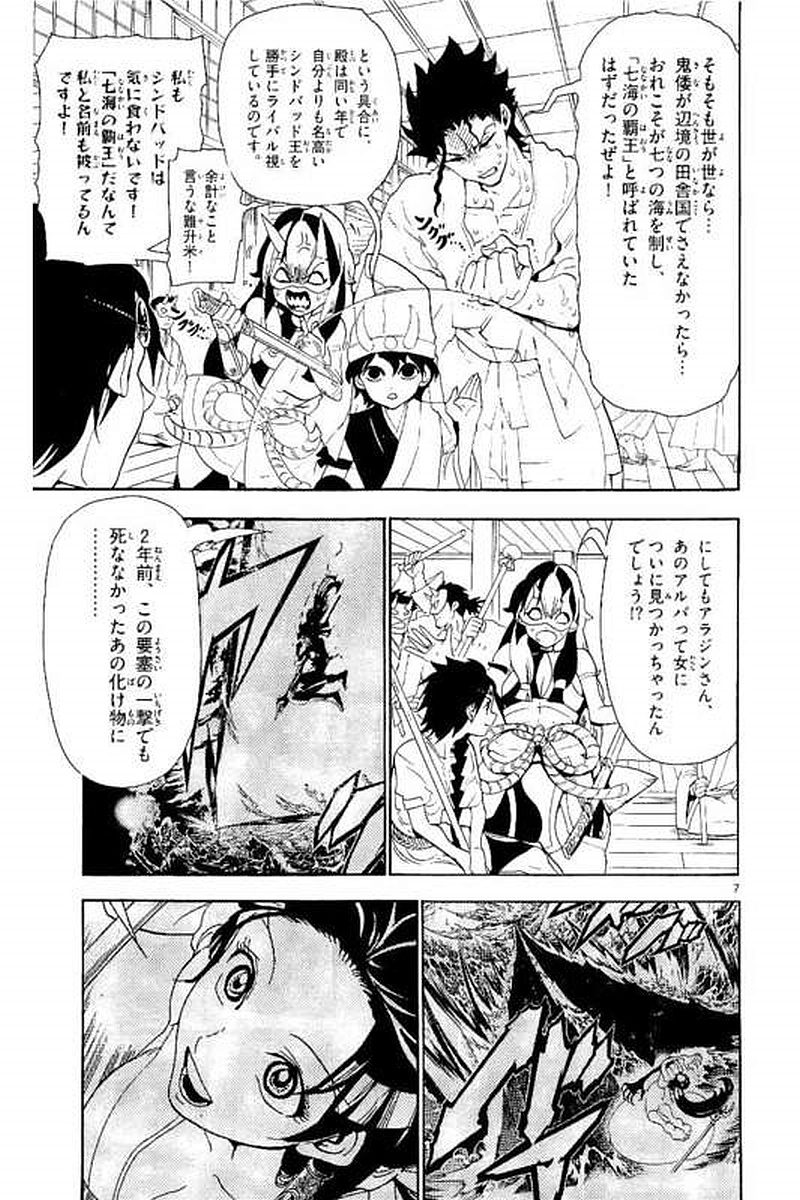 そもそも世が世なら…
鬼倭が辺境の田舎国でさえなかったら…
おれこそが七つの海を制し、
「七海の覇王」と呼ばれていた
はずだったぜよ!
という具合に、
殿は同い年で
自分よりも名高い
シンドバッド王を
勝手にライバル視
しているのです。
余計なこと
言うな難升米!
私も
シンドバッドは
気に食わないです!
「七海の覇王」だなんて
私と名前も被ってるん
ですよ!
にしてもアラジンさん、
あのアルバって女に
ついに見つかっちゃったん
でしょう!?
2年前、この要塞の一撃でも
死ななかったあの化け物に
………
7